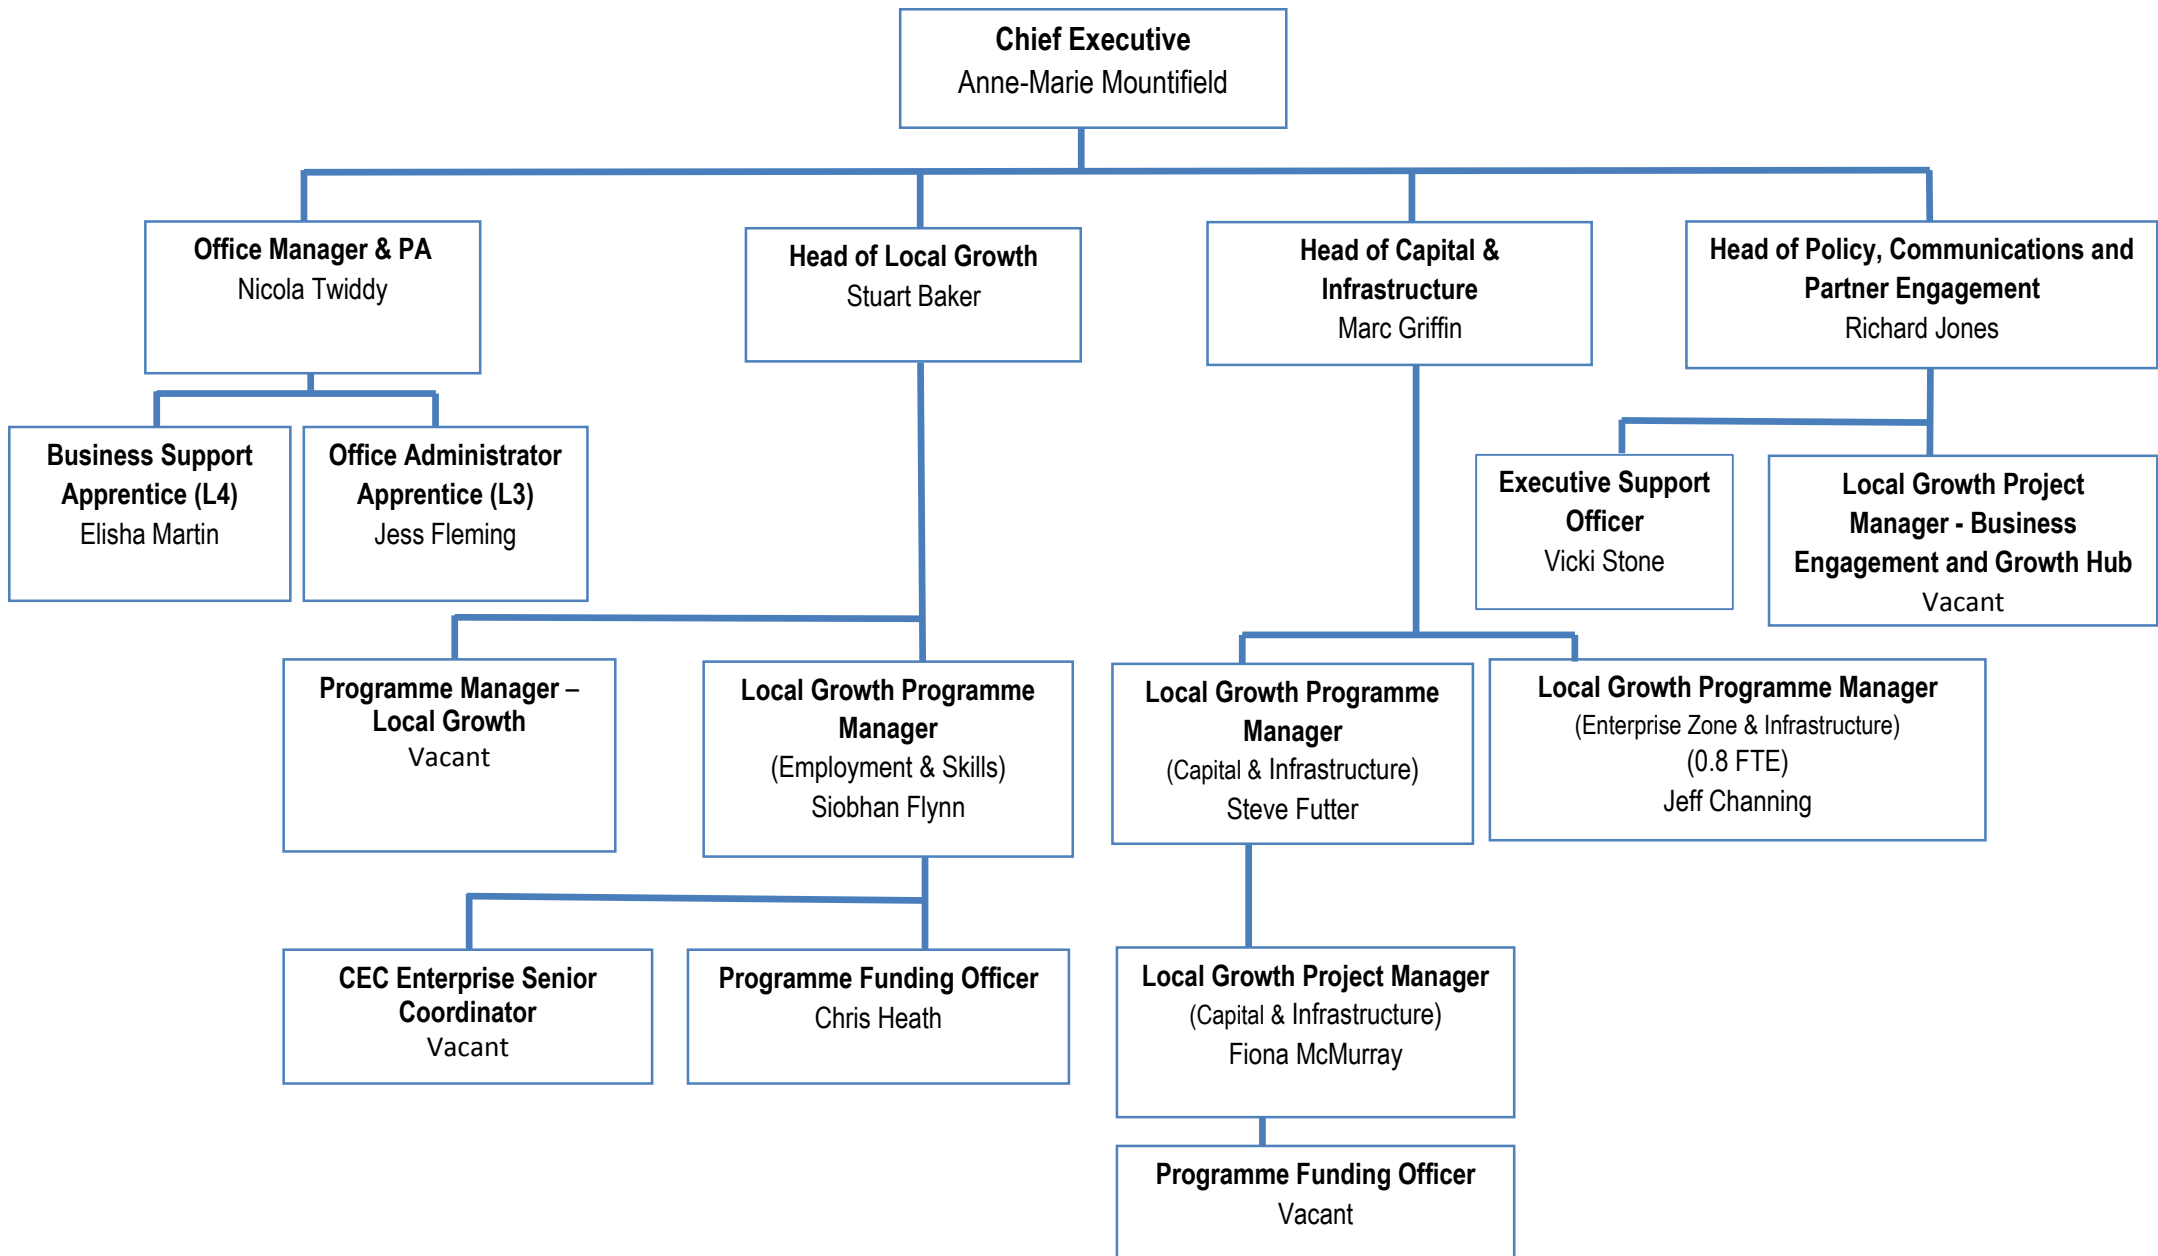 Chief Executive
Anne-Marie Mountifield
Office Manager & PA
Nicola Twiddy
Head of Local Growth
Stuart Baker
Head of Capital &
Infrastructure
Marc Griffin
Head of Policy, Communications and
Partner Engagement
Richard Jones
Business Support
Apprentice (L4)
Elisha Martin
Office Administrator
Apprentice (L3)
Jess Fleming
Executive Support
Officer
Vicki Stone
Local Growth Project
Manager - Business
Engagement and Growth Hub
Vacant
Programme Manager –
Local Growth
Vacant
Local Growth Programme
Manager
(Employment & Skills)
Siobhan Flynn
Local Growth Programme
Manager
(Capital & Infrastructure)
Steve Futter
Local Growth Programme Manager
(Enterprise Zone & Infrastructure)
(0.8 FTE)
Jeff Channing
CEC Enterprise Senior
Coordinator
Vacant
Programme Funding Officer
Chris Heath
Local Growth Project Manager
(Capital & Infrastructure)
Fiona McMurray
Programme Funding Officer
Vacant